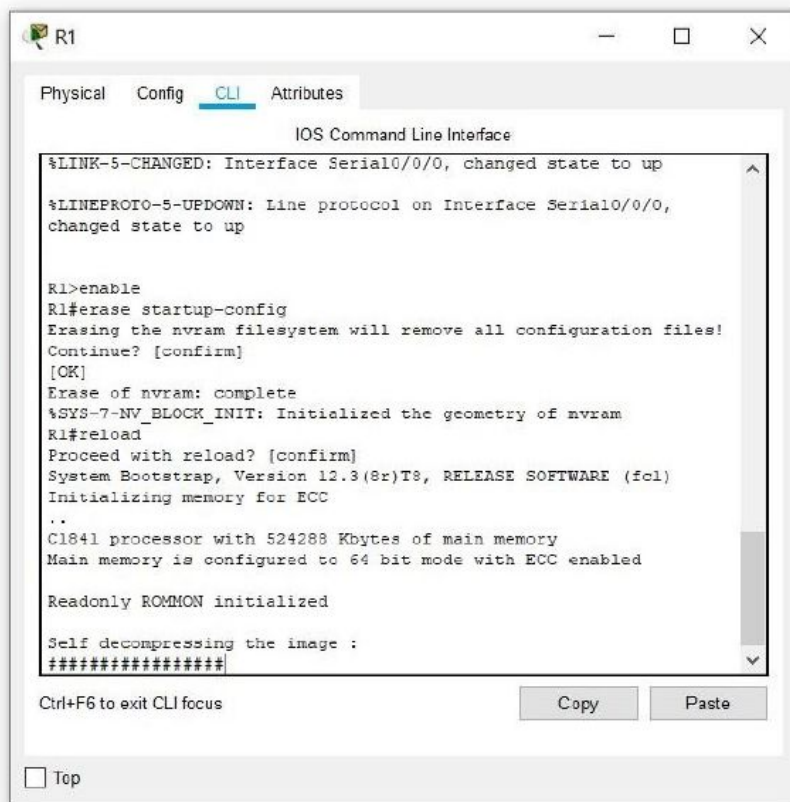 R1
Physical Config CLI Attributes
IOS Command Line Interface
%LINK-5-CHANGED: Interface Serial0/0/0, changed state to up
%LINEPROTO-5-UPDOWN: Line protocol on Interface Serial0/0/0,
changed state to up
R1>enable
R1#erase startup-config
Erasing the nvram filesystem will remove all configuration files!
Continue? [confirm]
[OK]
Erase of nvram: complete
%SYS-7-NV_BLOCK_INIT: Initialized the geometry of nvram
R1#reload
Proceed with reload? [confirm]
System Bootstrap, Version 12.3(8r)T8, RELEASE SOFTWARE (fc1)
Initializing memory for ECC
..
C1841 processor with 524288 Kbytes of main memory
Main memory is configured to 64 bit mode with ECC enabled
Readonly ROMMON initialized
Self decompressing the image :
#################
Ctrl+F6 to exit CLI focus
Copy Paste
Top